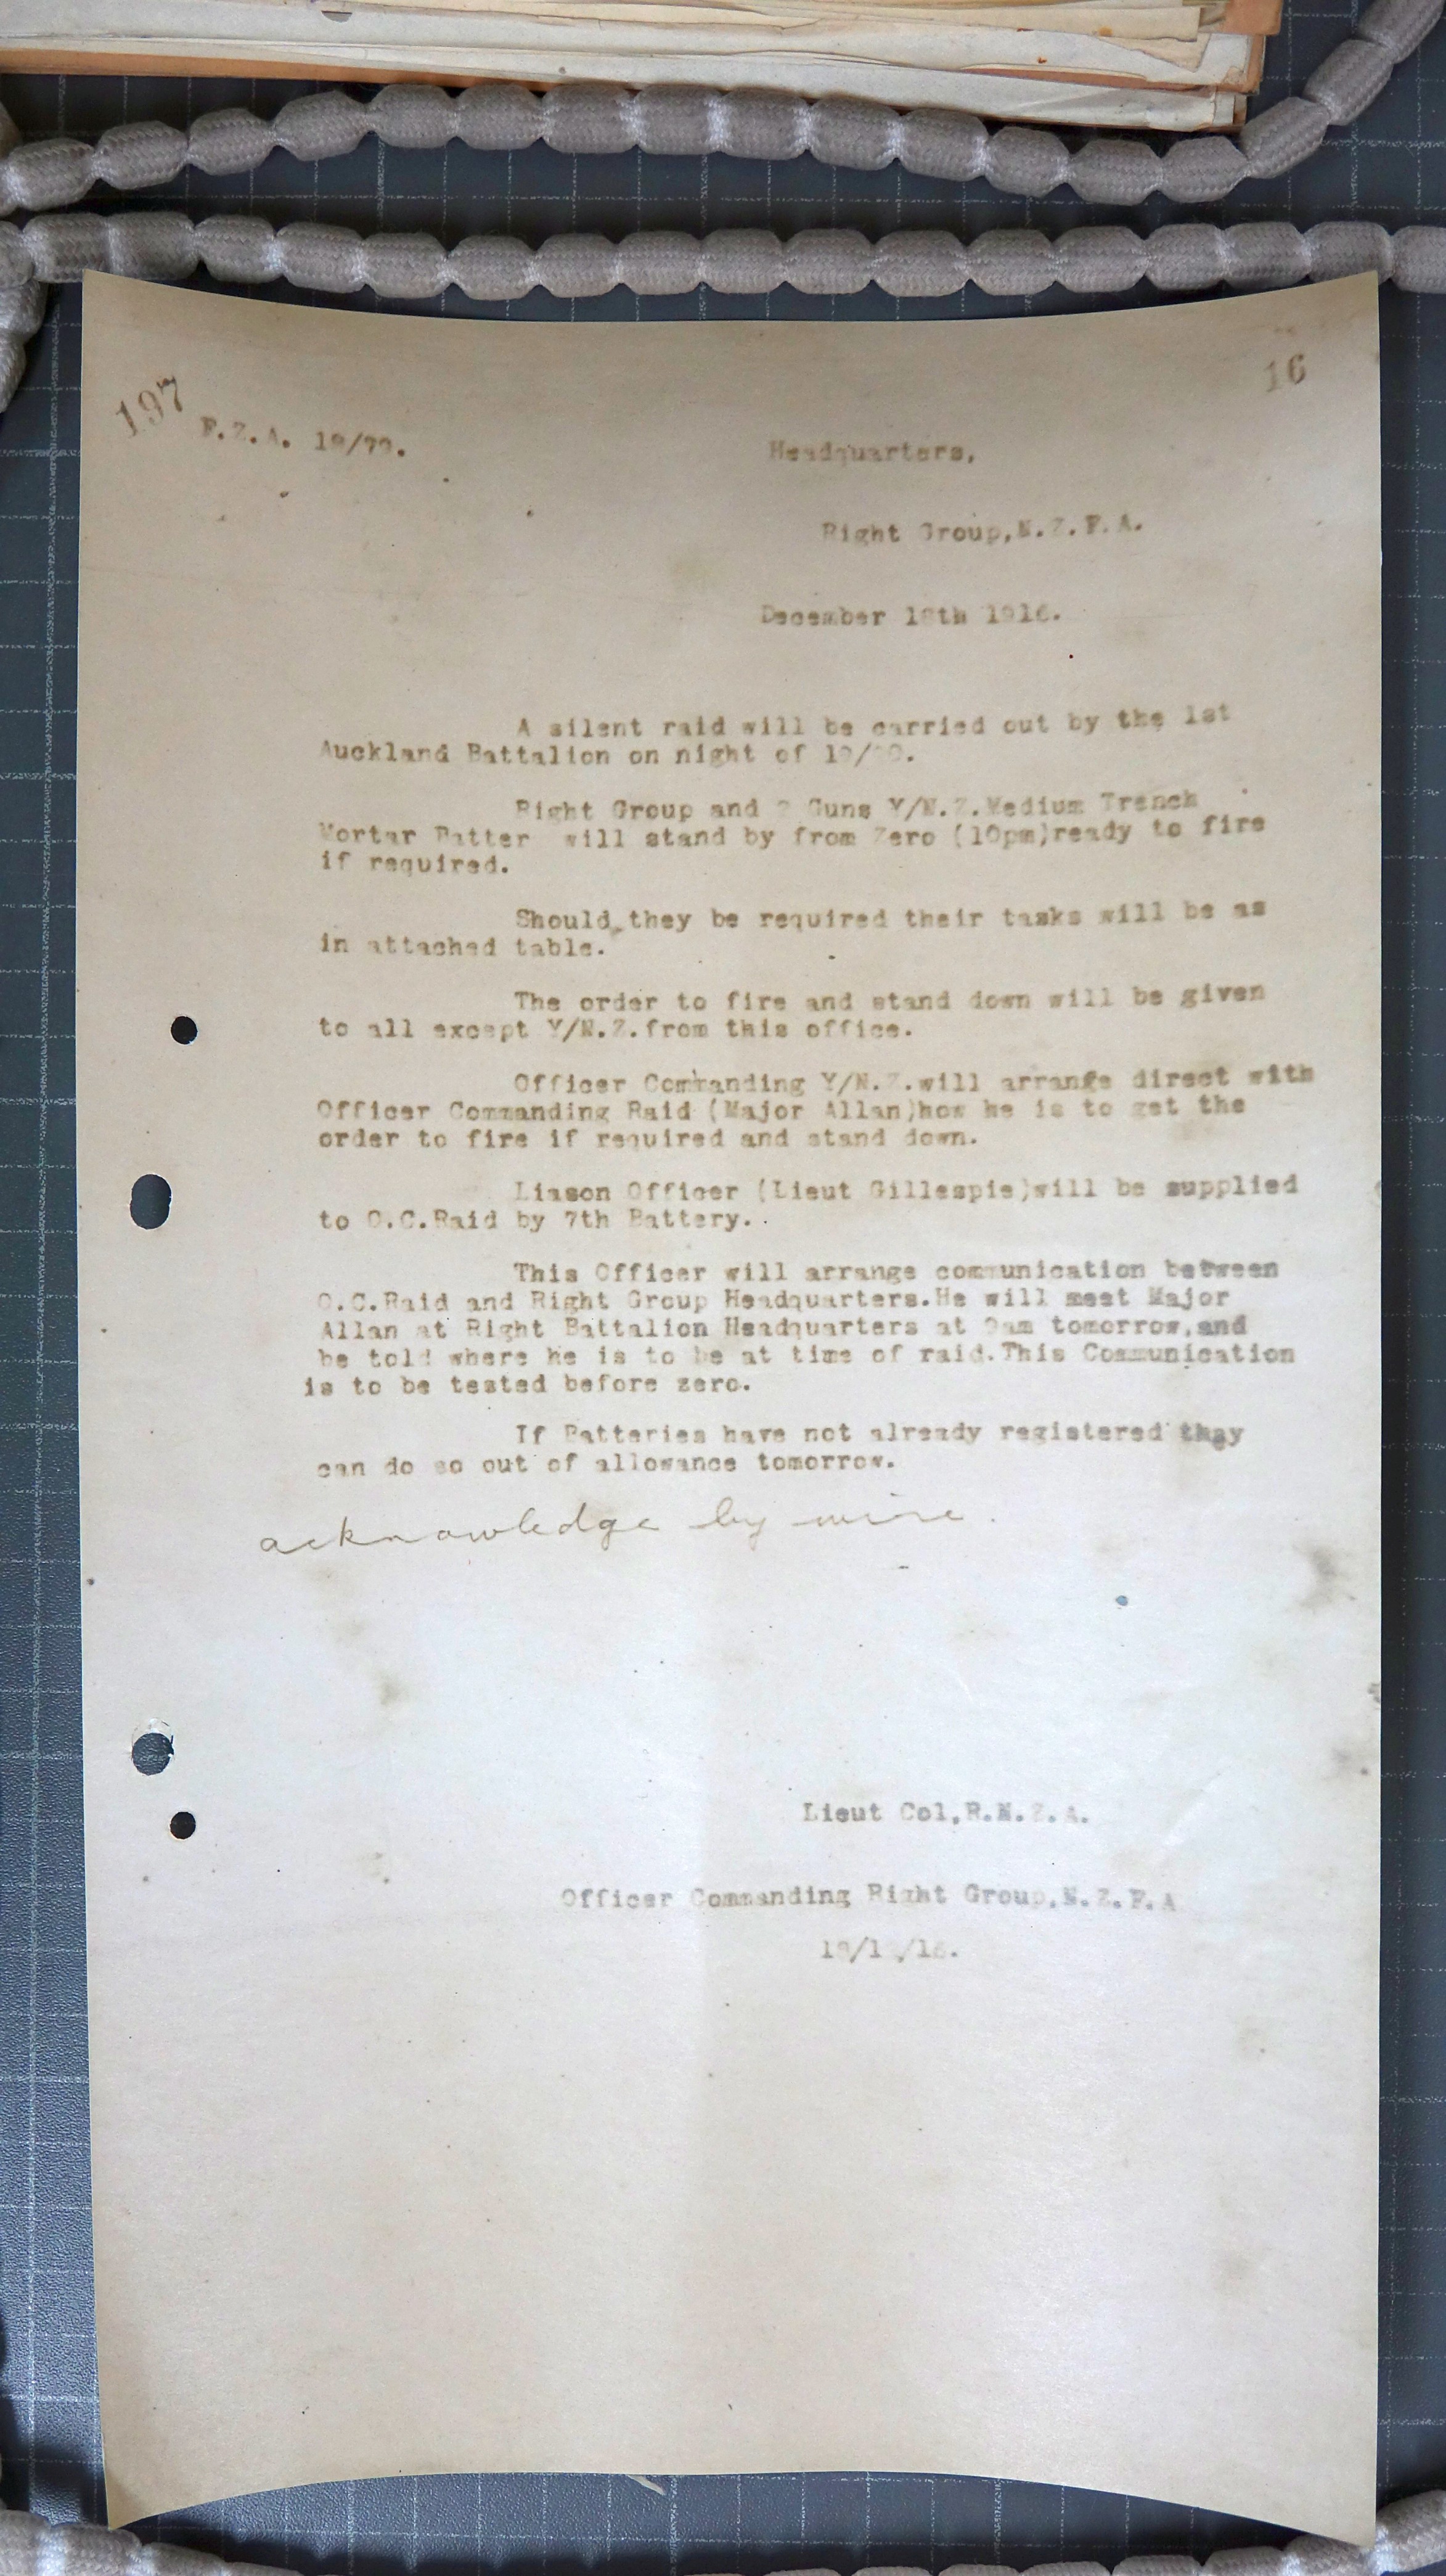 197
16
F.Z.A.
Headquarters,
Right Group,N.Z.F.A.
December 18th 1916.
A silent raid will be carried out by the 1st
Auckland Battalion on night of
Right Group and 2 Guns Y/N.Z.Medium Trench
Mortar Batter will stand by from Zero (10pm)ready to fire
if required.
Should they be required their tasks will be as
in attached table.
The order to fire and stand down will be given
to all except Y/N.Z.from this office.
Officer Commanding Y/N.Z.will arrange direct with
Officer Commanding Raid (Major Allan)how he is to get the
order to fire if required and stand down.
Liason Officer (Lieut Gillespie)will be supplied
to O.C.Raid by 7th Battery.
This Officer will arrange communication between
O.C.Raid and Right Group Headquarters.He will meet Major
Allan at Right Battalion Headquarters at 9am tomorrow,and
be told where he is to be at time of raid.This Communication
is to be tested before zero.
If Batteries have not already registered they
can do so out of allowance tomorrow.
acknowledge by wire.
Lieut Col,R.N.Z.A.
Officer Commanding Right Group,N.Z.F.A